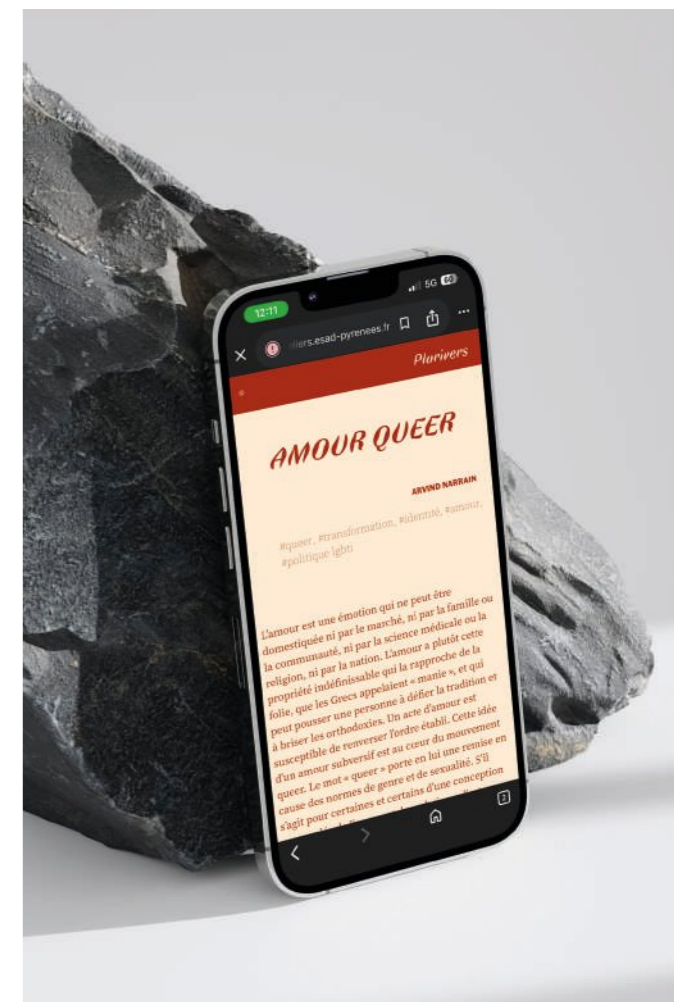 12:11
5G 60
iers.esad-pyrenees.fr
Plurivers
AMOUR QUEER
ARVIND NARRAIN
#queer, #transformation, #identité, #amour,
#politique lgbti
L'amour est une émotion qui ne peut être
domestiquée ni par le marché, ni par la famille ou
la communauté, ni par la science médicale ou la
religion, ni par la nation. L'amour a plutôt cette
propriété indéfinissable qui la rapproche de la
folie, que les Grecs appelaient « manie », et qui
peut pousser une personne à défier la tradition et
à briser les orthodoxies. Un acte d'amour est
susceptible de renverser l'ordre établi. Cette idée
d'un amour subversif est au cœur du mouvement
queer. Le mot « queer » porte en lui une remise en
cause des normes de genre et de sexualité. S'il
s'agit pour certaines et certains d'une conception
2